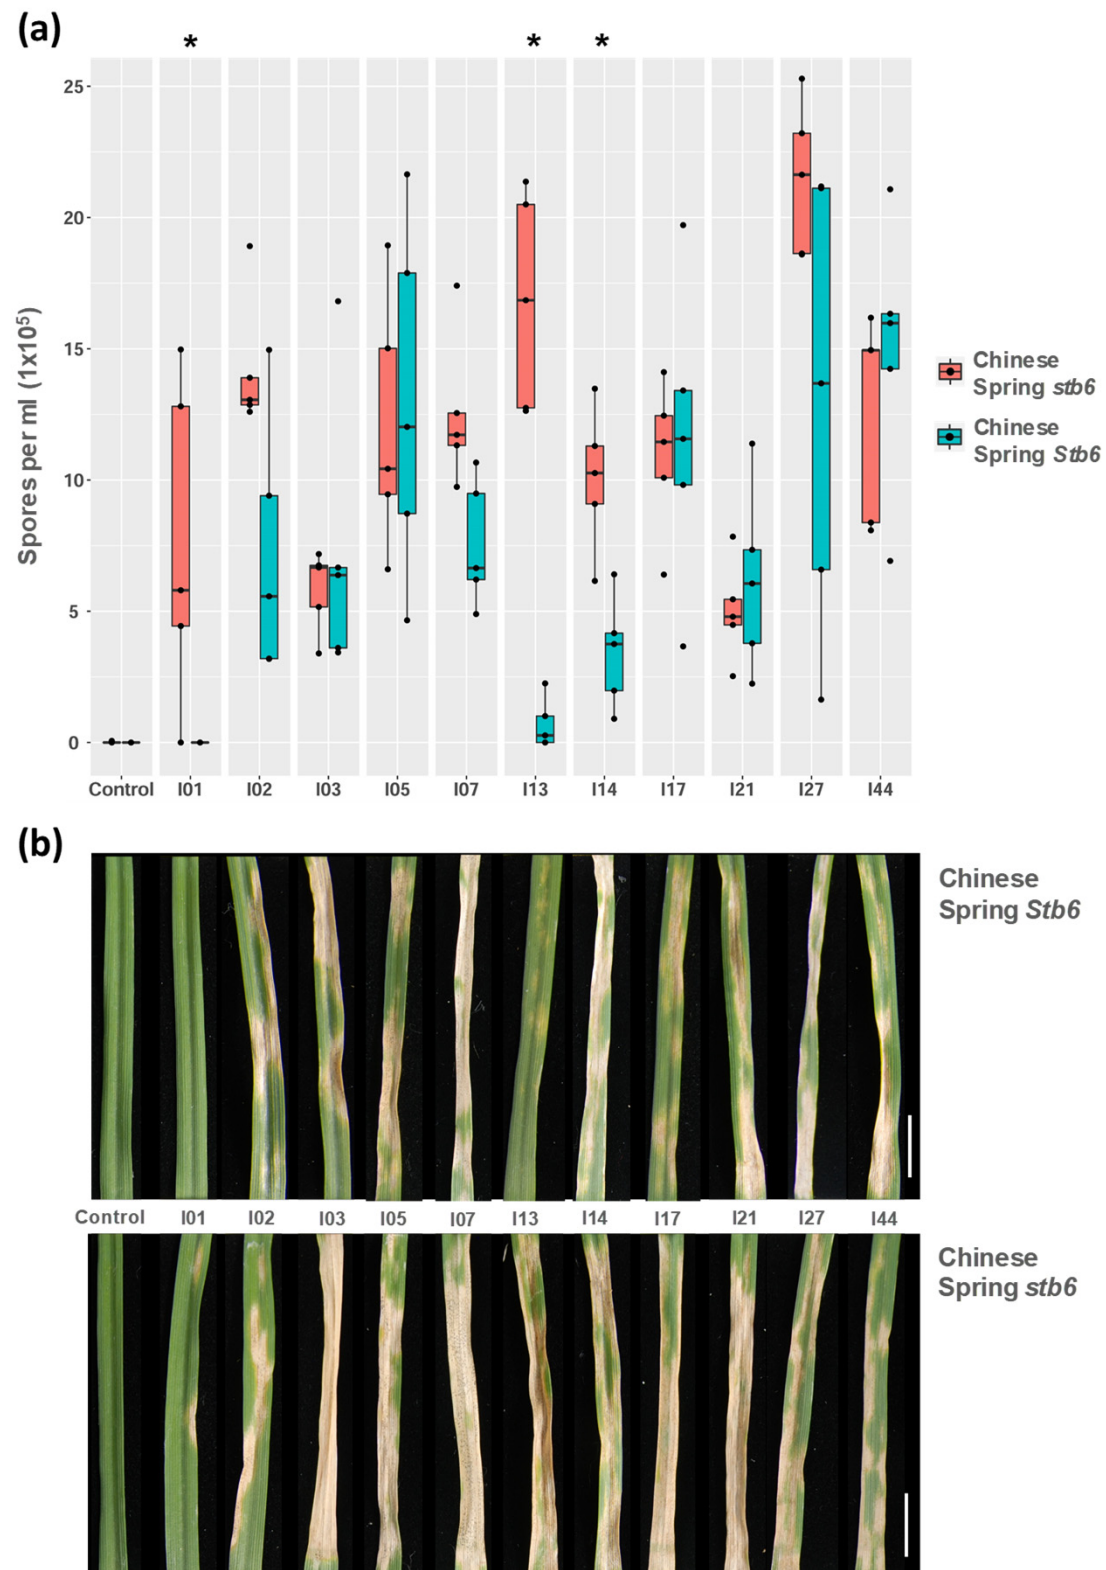 (a)
* * *
25
20
15
10
5
0
Spores per ml (1x10⁵)
Control I01 I02 I03 I05 I07 I13 I14 I17 I21 I27 I44
Chinese
Spring stb6
Chinese
Spring Stb6
(b)
Chinese
Spring Stb6
Control I01 I02 I03 I05 I07 I13 I14 I17 I21 I27 I44
Chinese
Spring stb6